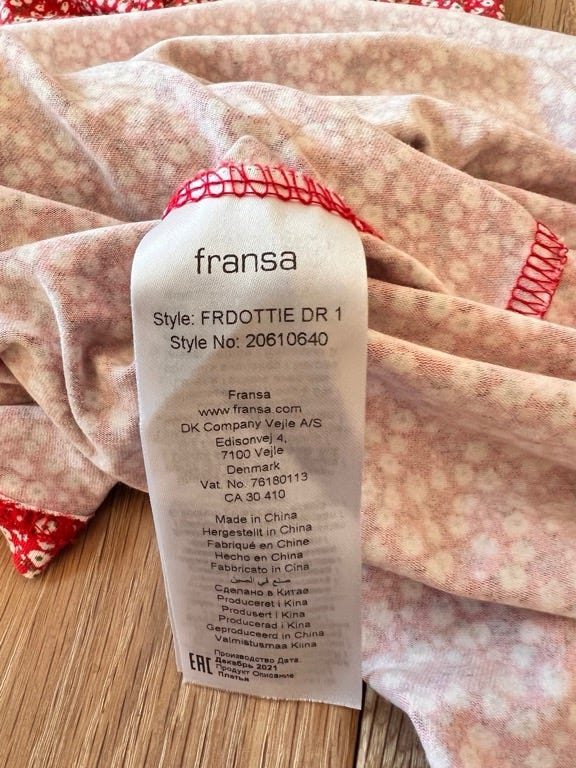 fransa
Style: FRDOTTIE DR 1
Style No: 20610640
Fransa
www.fransa.com
DK Company Vejle A/S
Edisonvej 4,
7100 Vejle
Denmark
Vat. No. 76180113
CA 30 410
Made in China
Hergestellt in China
Fabriqué en Chine
Hecho en China
Fabbricato in Cina
صنع في الصين
Сделано в Китае
Produceret i Kina
Produsert i Kina
Producerad i Kina
Geproduceerd in China
Valmistusmaa Kiina
EAC
Производство Дата.
Декабрь 2021
Продукт Описание
Платья